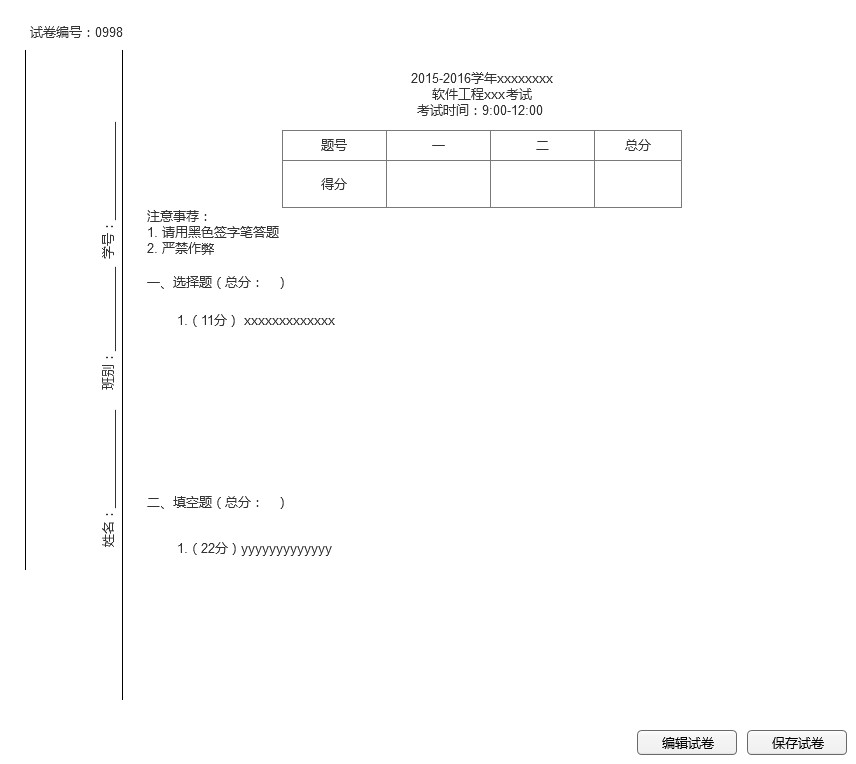 试卷编号：0998
2015-2016学年xxxxxxxx
软件工程xxx考试
考试时间：9:00-12:00
题号 一 二 总分
得分
注意事荐：
1. 请用黑色签字笔答题
2. 严禁作弊
学号：
班别：
姓名：
一、选择题（总分： ）
1.（11分） xxxxxxxxxxxxx
二、填空题（总分： ）
1.（22分）yyyyyyyyyyyyy
编辑试卷 保存试卷